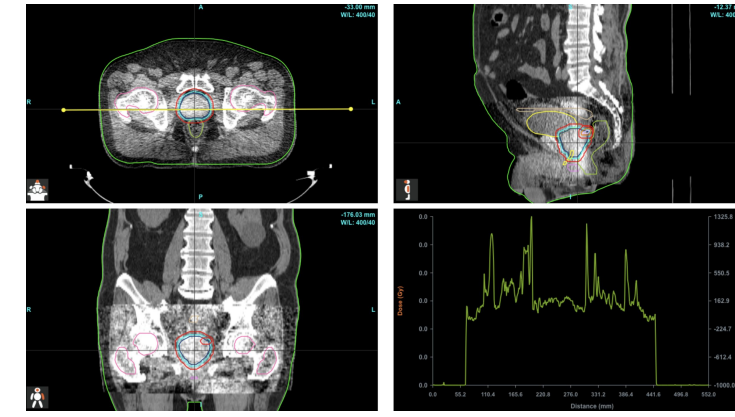 A
-33.00 mm
W/L: 400/40
R
L
P
-12.37
W/L: 400
A
I
-176.03 mm
W/L: 400/40
R
L
Dose (Gy)
0.0
0.0
0.0
0.0
0.0
0.0
0.0
1325.8
938.2
550.5
162.9
-224.7
-612.4
-1000.0
0.0
55.2
110.4
165.6
220.8
276.0
331.2
386.4
441.6
496.8
552.0
Distance (mm)